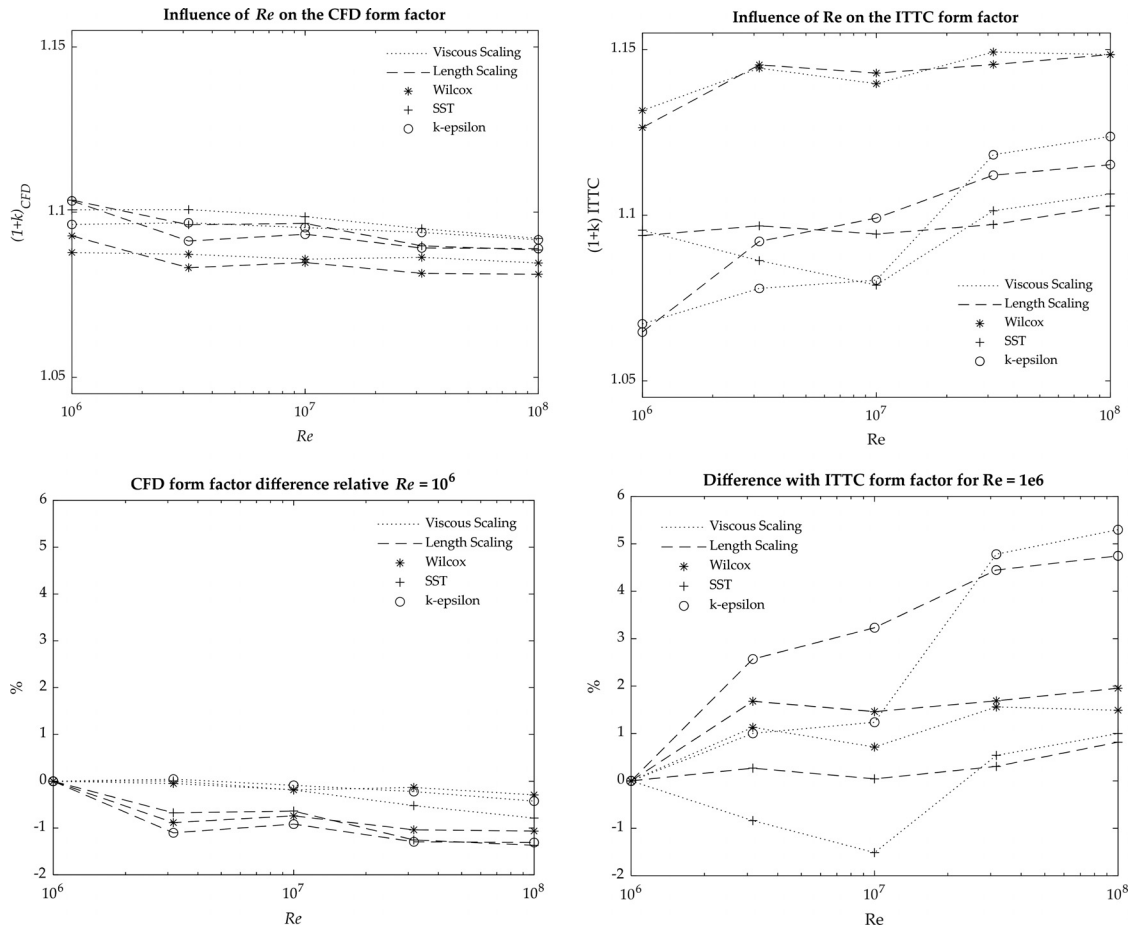 Influence of Re on the CFD form factor
1.15
1.1
1.05
(1+k)CFD
Viscous Scaling
Length Scaling
Wilcox
SST
k-epsilon
10^6
10^7
10^8
Re
Influence of Re on the ITTC form factor
1.15
1.1
1.05
(1+k) ITTC
Viscous Scaling
Length Scaling
Wilcox
SST
k-epsilon
10^6
10^7
10^8
Re
CFD form factor difference relative Re = 10^6
6
5
4
3
2
1
0
-1
-2
%
Viscous Scaling
Length Scaling
Wilcox
SST
k-epsilon
10^6
10^7
10^8
Re
Difference with ITTC form factor for Re = 1e6
6
5
4
3
2
1
0
-1
-2
%
Viscous Scaling
Length Scaling
Wilcox
SST
k-epsilon
10^6
10^7
10^8
Re